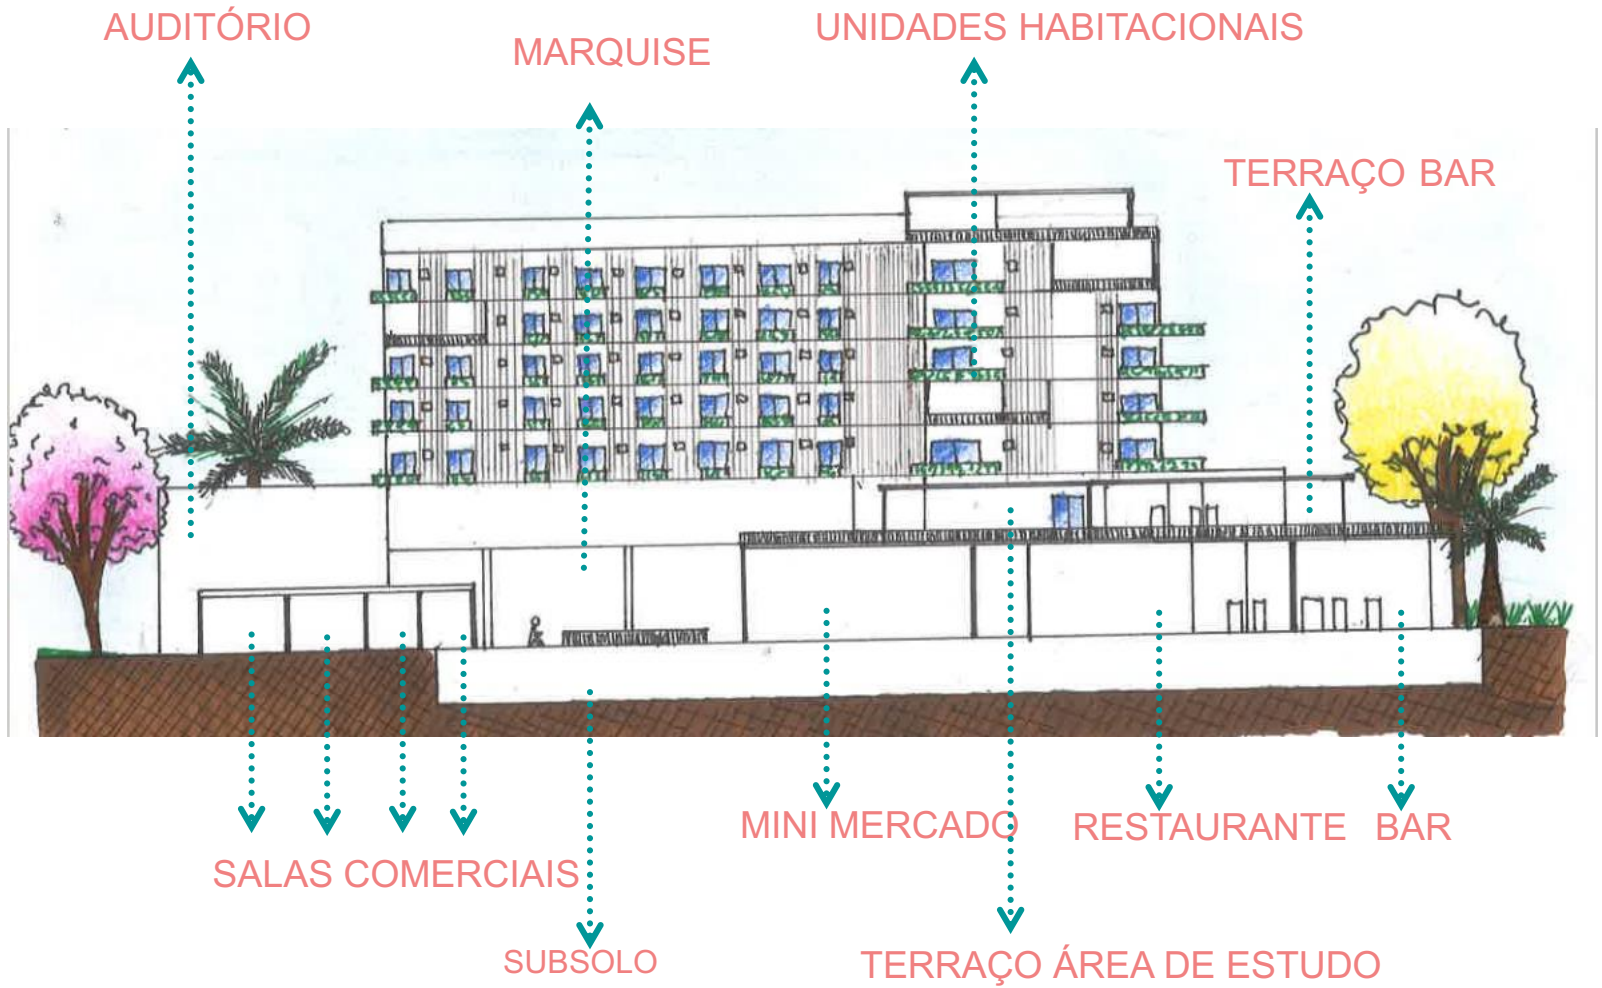 AUDITÓRIO
MARQUISE
UNIDADES HABITACIONAIS
TERRAÇO BAR
MINI MERCADO
RESTAURANTE
BAR
SALAS COMERCIAIS
SUBSOLO
TERRAÇO ÁREA DE ESTUDO